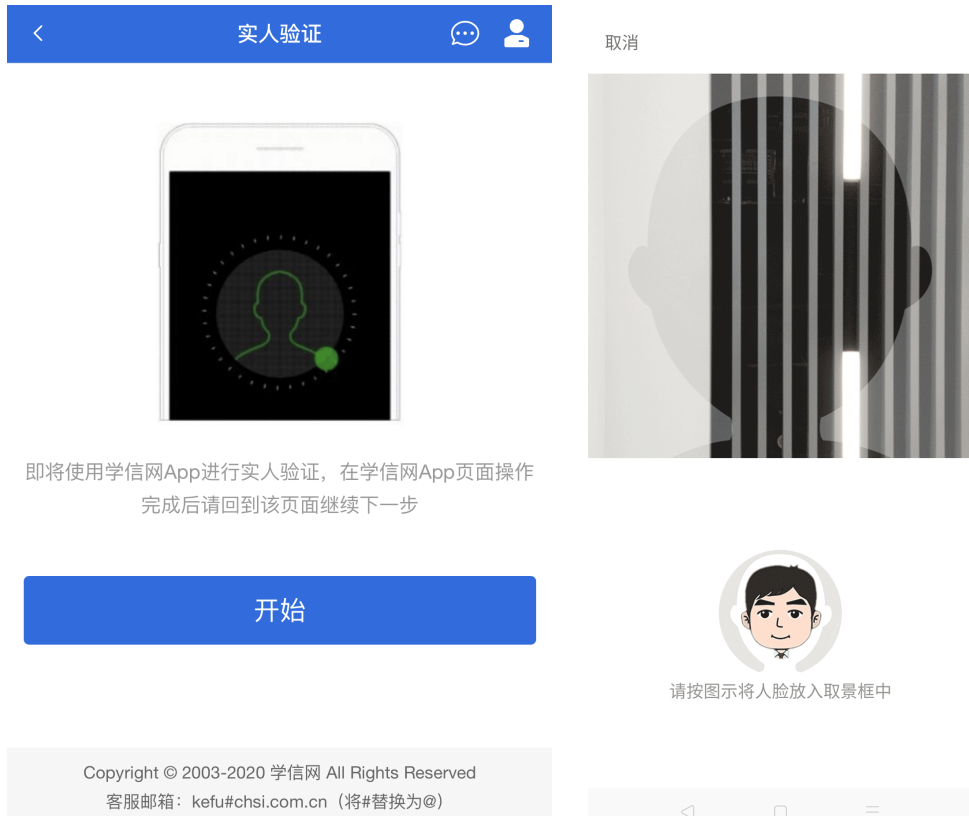 实人验证
即将使用学信网App进行实人验证，在学信网App页面操作
完成后请回到该页面继续下一步
开始
Copyright © 2003-2020 学信网 All Rights Reserved
客服邮箱：kefu#chsi.com.cn（将#替换为@）
取消
请按图示将人脸放入取景框中